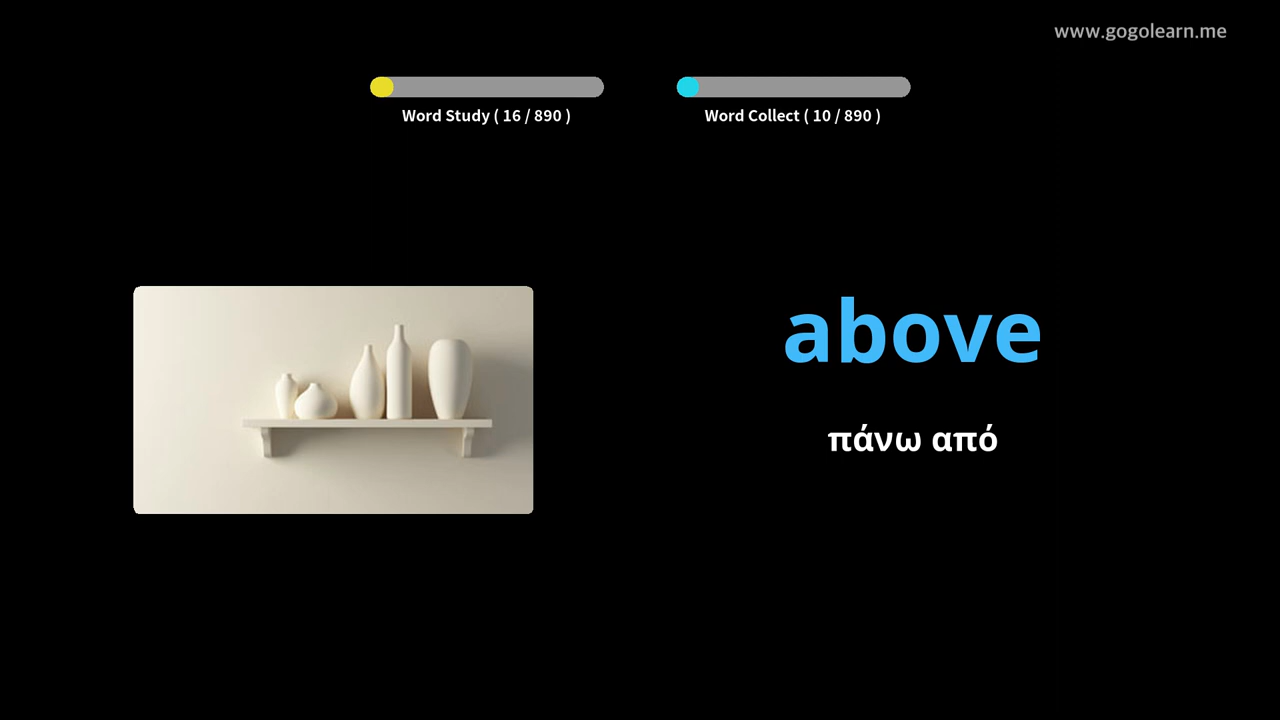 www.gogolearn.me
Word Study ( 16 / 890 )
Word Collect ( 10 / 890 )
above
πάνω από